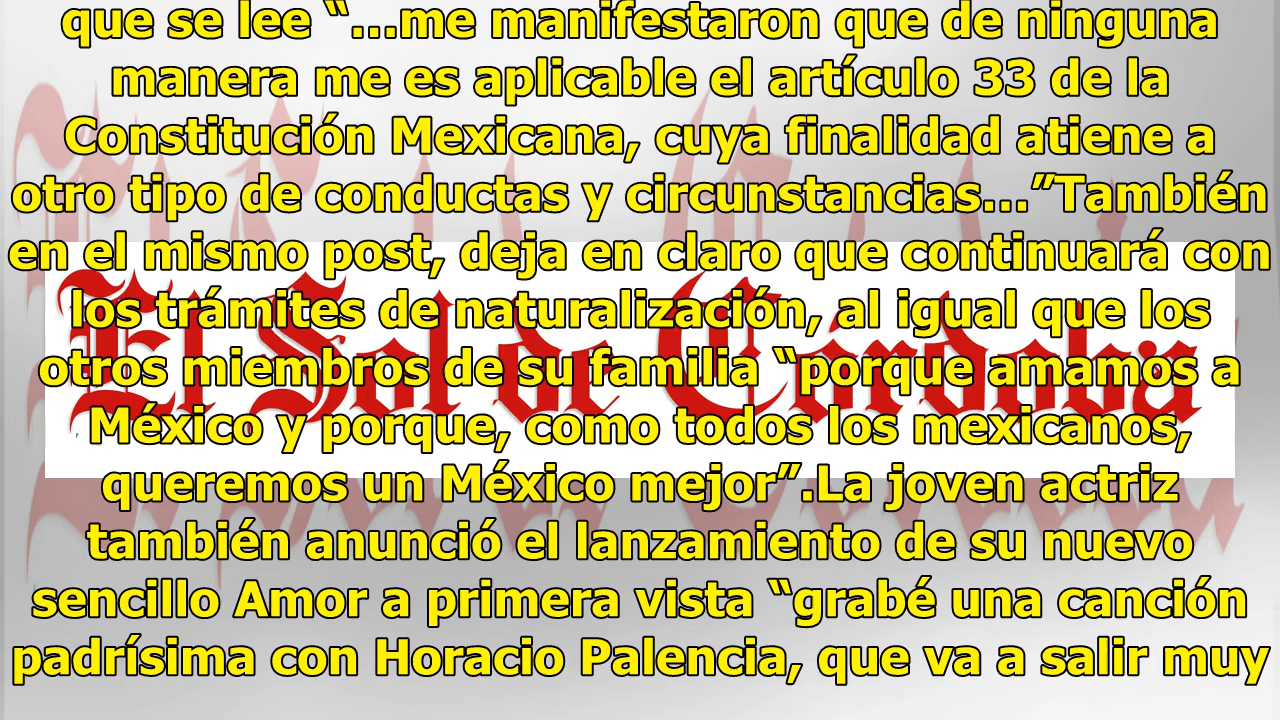 que se lee “...me manifestaron que de ninguna
manera me es aplicable el artículo 33 de la
Constitución Mexicana, cuya finalidad atiene a
otro tipo de conductas y circunstancias...”También
en el mismo post, deja en claro que continuará con
los trámites de naturalización, al igual que los
otros miembros de su familia “porque amamos a
México y porque, como todos los mexicanos,
queremos un México mejor”.La joven actriz
también anunció el lanzamiento de su nuevo
sencillo Amor a primera vista “grabé una canción
padrísima con Horacio Palencia, que va a salir muy
El Sol de Córdoba